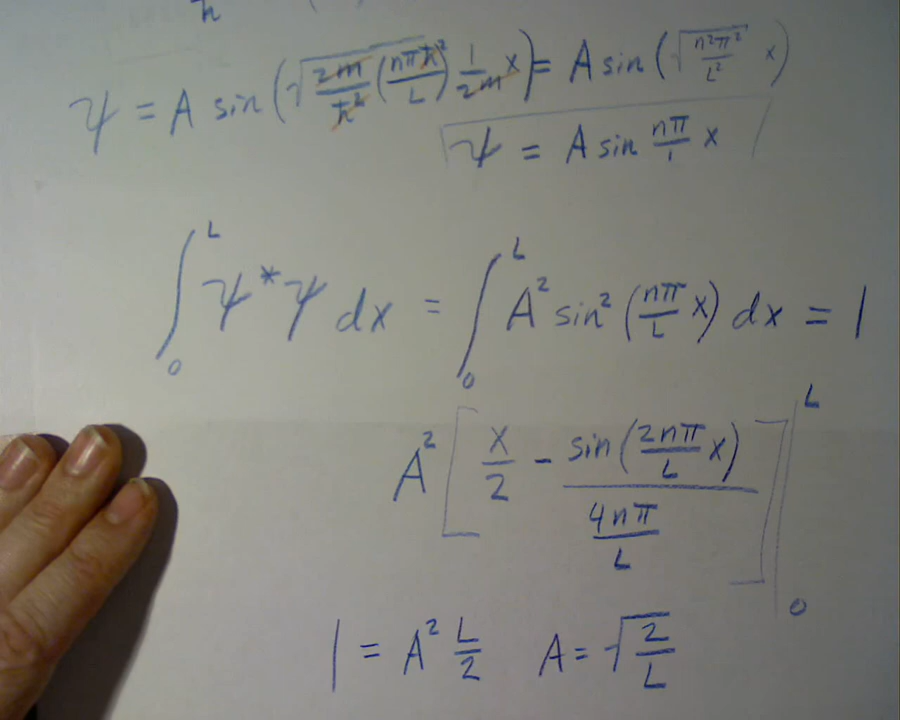 ħ
ψ = A sin (√(2m/ħ² (nπħ/L)² 1/2m) x) = A sin (√(n²π²/L²) x)
ψ = A sin nπ/L x
∫₀ᴸ ψ*ψ dx = ∫₀ᴸ A² sin² (nπ/L x) dx = 1
A² [x/2 - sin(2nπ/L x)/(4nπ/L)] |₀ᴸ
1 = A² L/2 A = √(2/L)